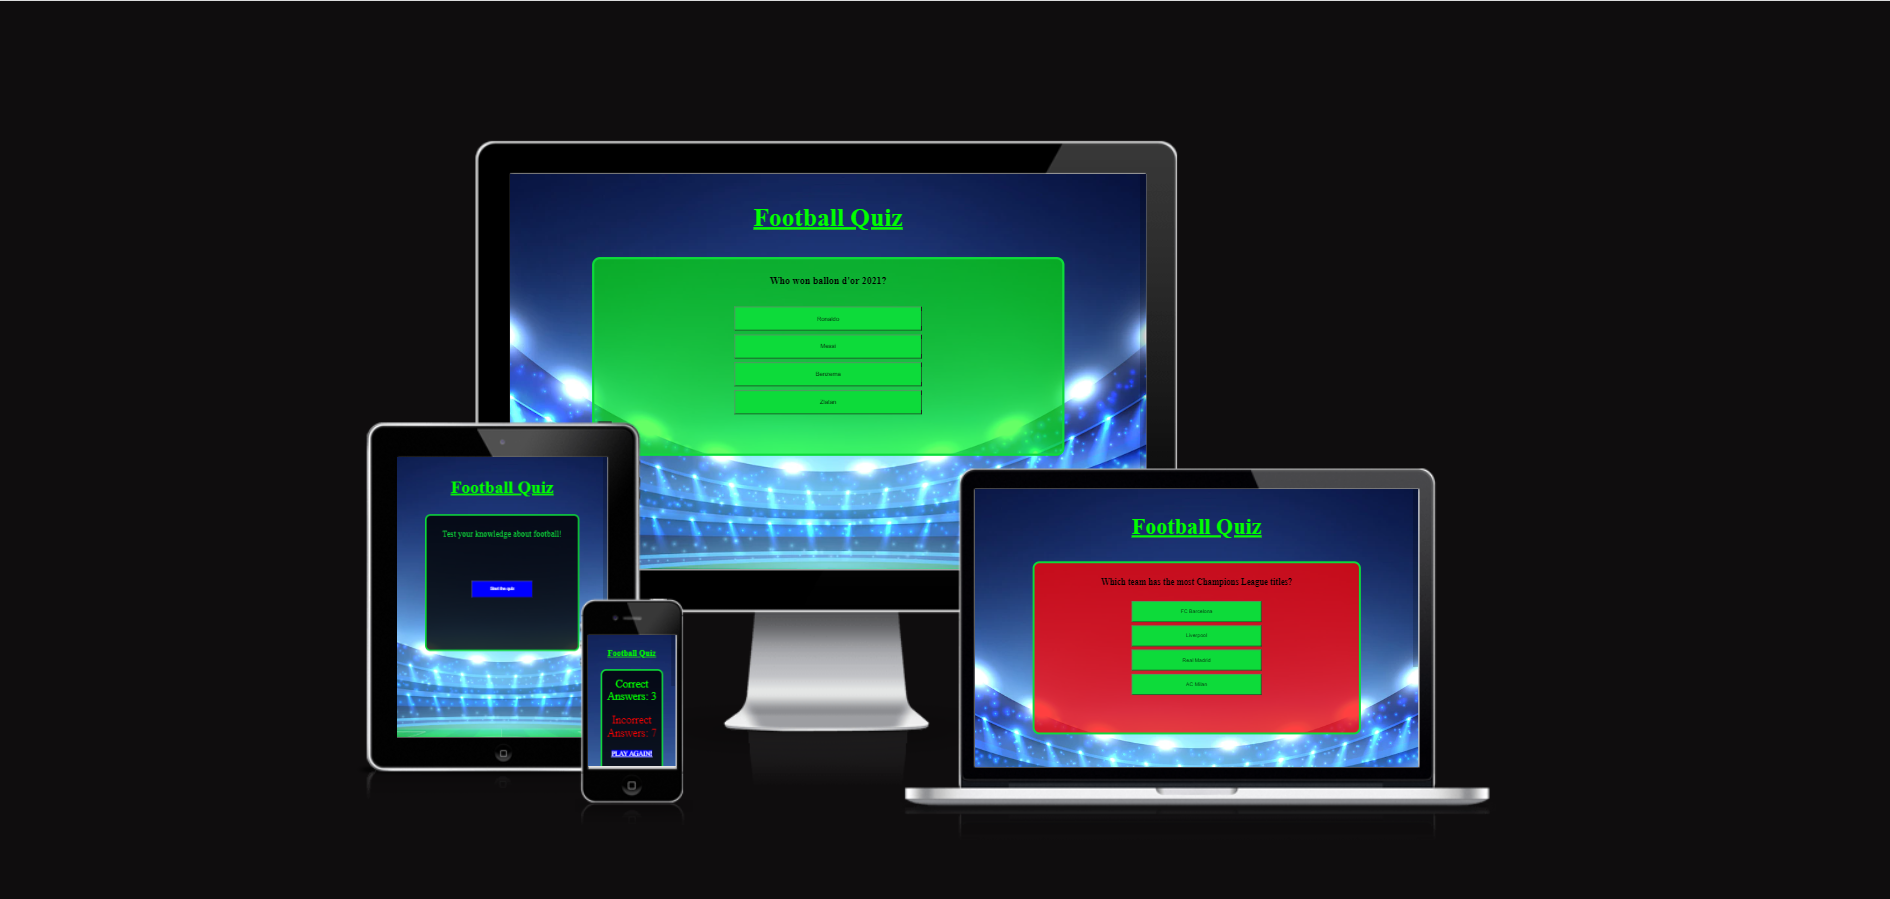 Football Quiz
Who won ballon d'or 2021?
Ronaldo
Messi
Benzema
Zlatan
Football Quiz
Test your knowledge about football!
Start the quiz
Football Quiz
Correct
Answers: 3
Incorrect
Answers: 7
PLAY AGAIN!
Football Quiz
Which team has the most Champions League titles?
FC Barcelona
Liverpool
Real Madrid
AC Milan